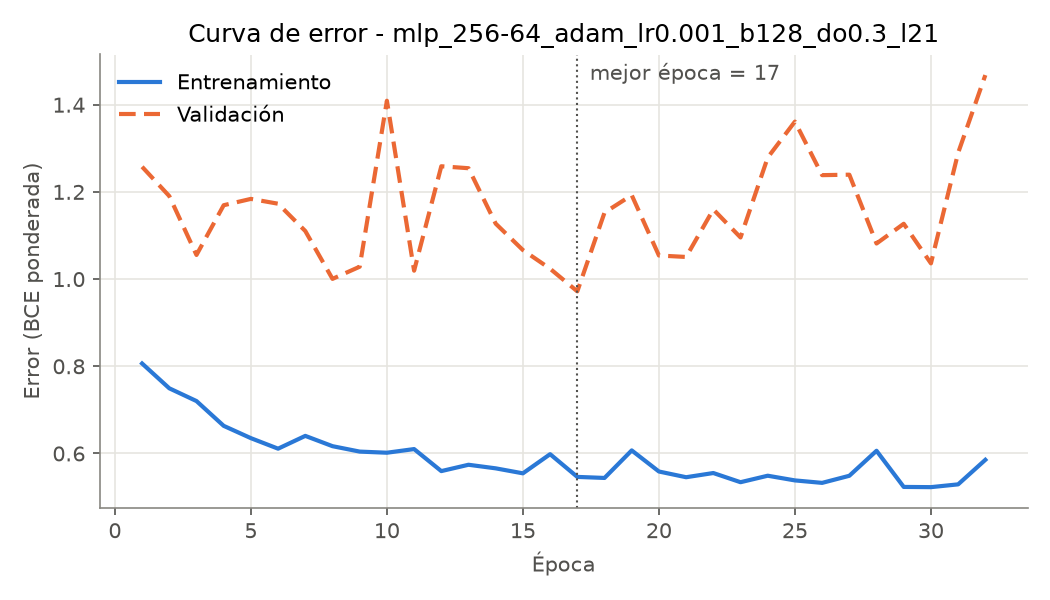 Curva de error - mlp_256-64_adam_lr0.001_b128_do0.3_l21
mejor época = 17
Entrenamiento
Validación
Error (BCE ponderada)
1.4
1.2
1.0
0.8
0.6
0 5 10 15 20 25 30
Época